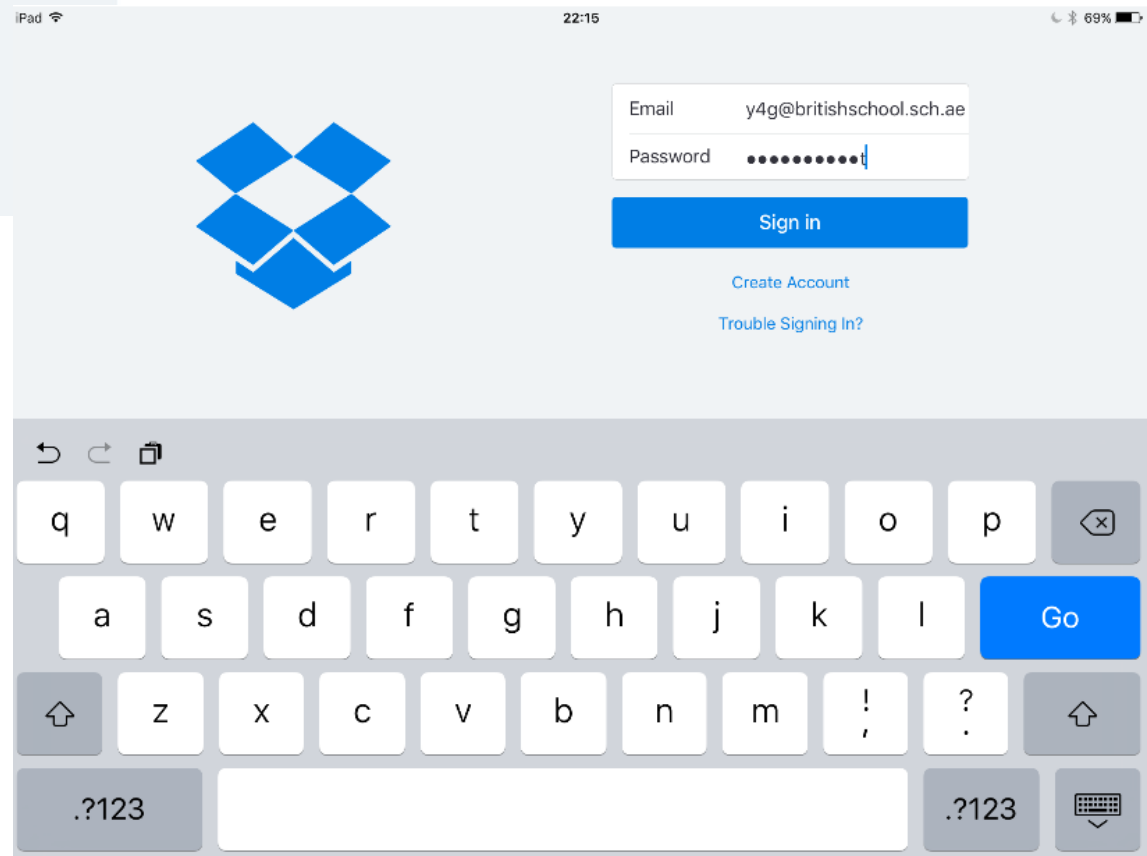 iPad 22:15 69%
Email y4g@britishschool.sch.ae
Password ••••••••••t
Sign in
Create Account
Trouble Signing In?
q w e r t y u i o p
a s d f g h j k l Go
z x c v b n m ! , ? .
.?123 .?123